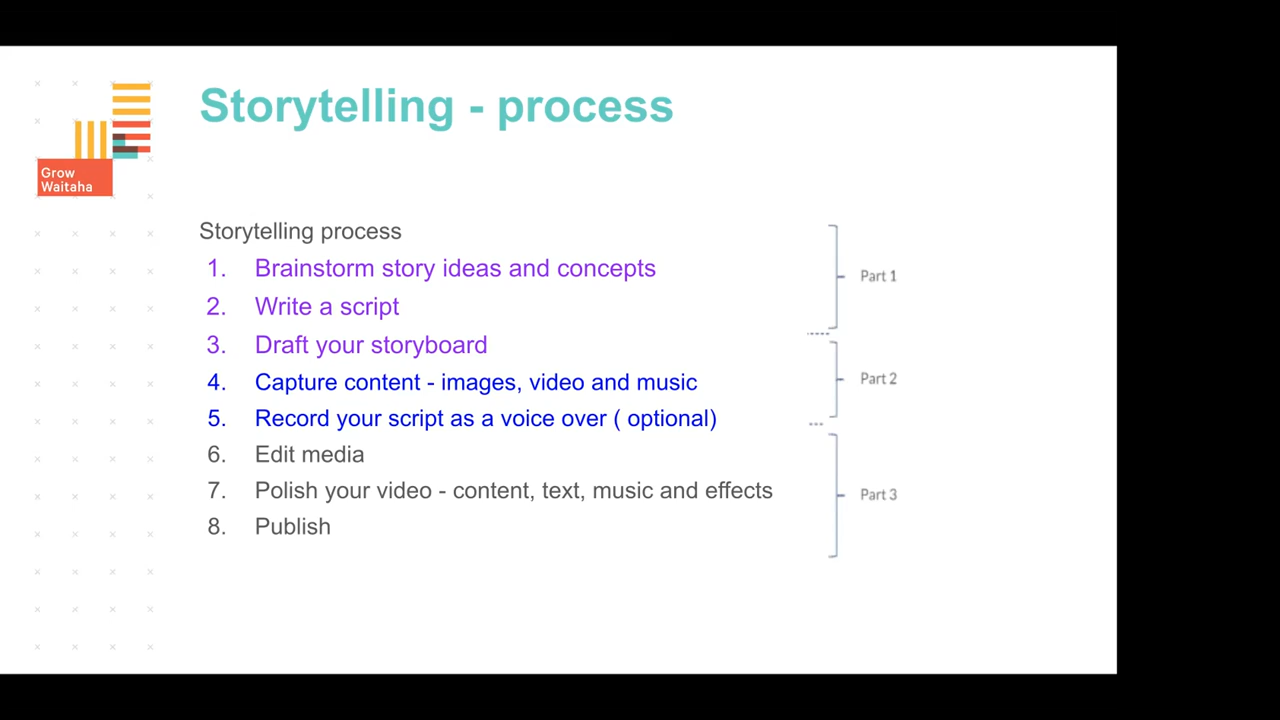 Storytelling - process
Grow
Waitaha
Storytelling process
1. Brainstorm story ideas and concepts
2. Write a script
3. Draft your storyboard
4. Capture content - images, video and music
5. Record your script as a voice over ( optional)
6. Edit media
7. Polish your video - content, text, music and effects
8. Publish
Part 1
Part 2
Part 3